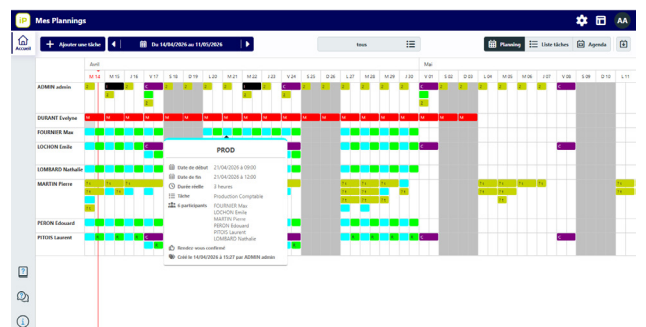 iP Mes Plannings AA
Accueil
+ Ajouter une tâche
Du 14/04/2026 au 11/05/2026
tous
Planning
Liste tâches
Agenda
Avril Mai
M 14 M 15 J 16 V 17 S 18 D 19 L 20 M 21 M 22 J 23 V 24 S 25 D 26 L 27 M 28 M 29 J 30 V 01 S 02 D 03 L 04 M 05 M 06 J 07 V 08 S 09 D 10 L 11
ADMIN admin
DURANT Evelyne
FOURNIER Max
LOCHON Emila
LOMBARD Nathalie
MARTIN Pierre
PERON Edouard
PITOIS Laurent
PROD
Date de début 21/04/2026 à 09:00
Date de fin 21/04/2026 à 12:00
Durée réelle 3 heures
Tâche Production Comptable
6 participants FOURNIER Max
LOCHON Emila
MARTIN Pierre
PERON Edouard
PITOIS Laurent
LOMBARD Nathalie
Rendez-vous confirmé
Créé le 14/04/2026 à 15:27 par ADMIN admin